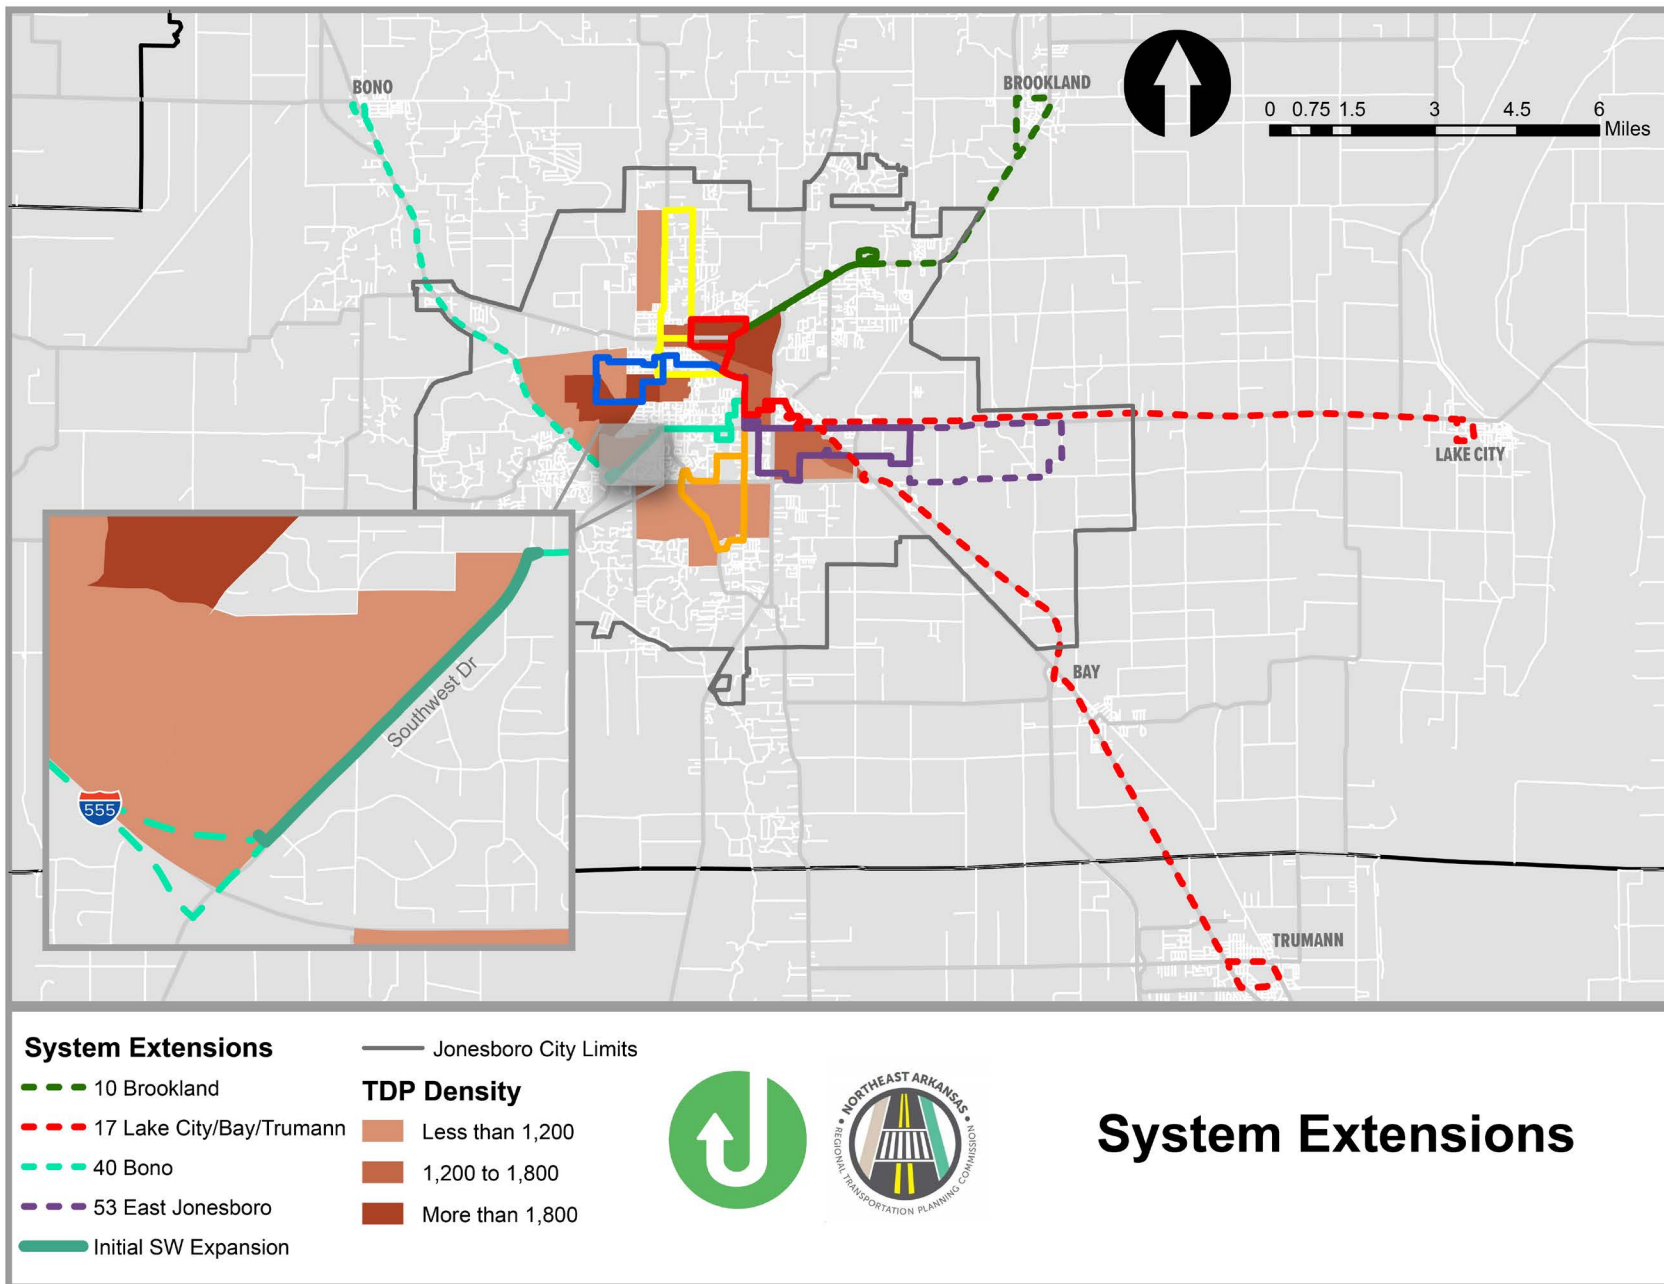 BONO
BROOKLAND
0 0.75 1.5 3 4.5 6
Miles
LAKE CITY
BAY
TRUMANN
Southwest Dr
555
System Extensions
10 Brookland
17 Lake City/Bay/Trumann
40 Bono
53 East Jonesboro
Initial SW Expansion
Jonesboro City Limits
TDP Density
Less than 1,200
1,200 to 1,800
More than 1,800
NORTHEAST ARKANSAS
REGIONAL TRANSPORTATION PLANNING COMMISSION
System Extensions